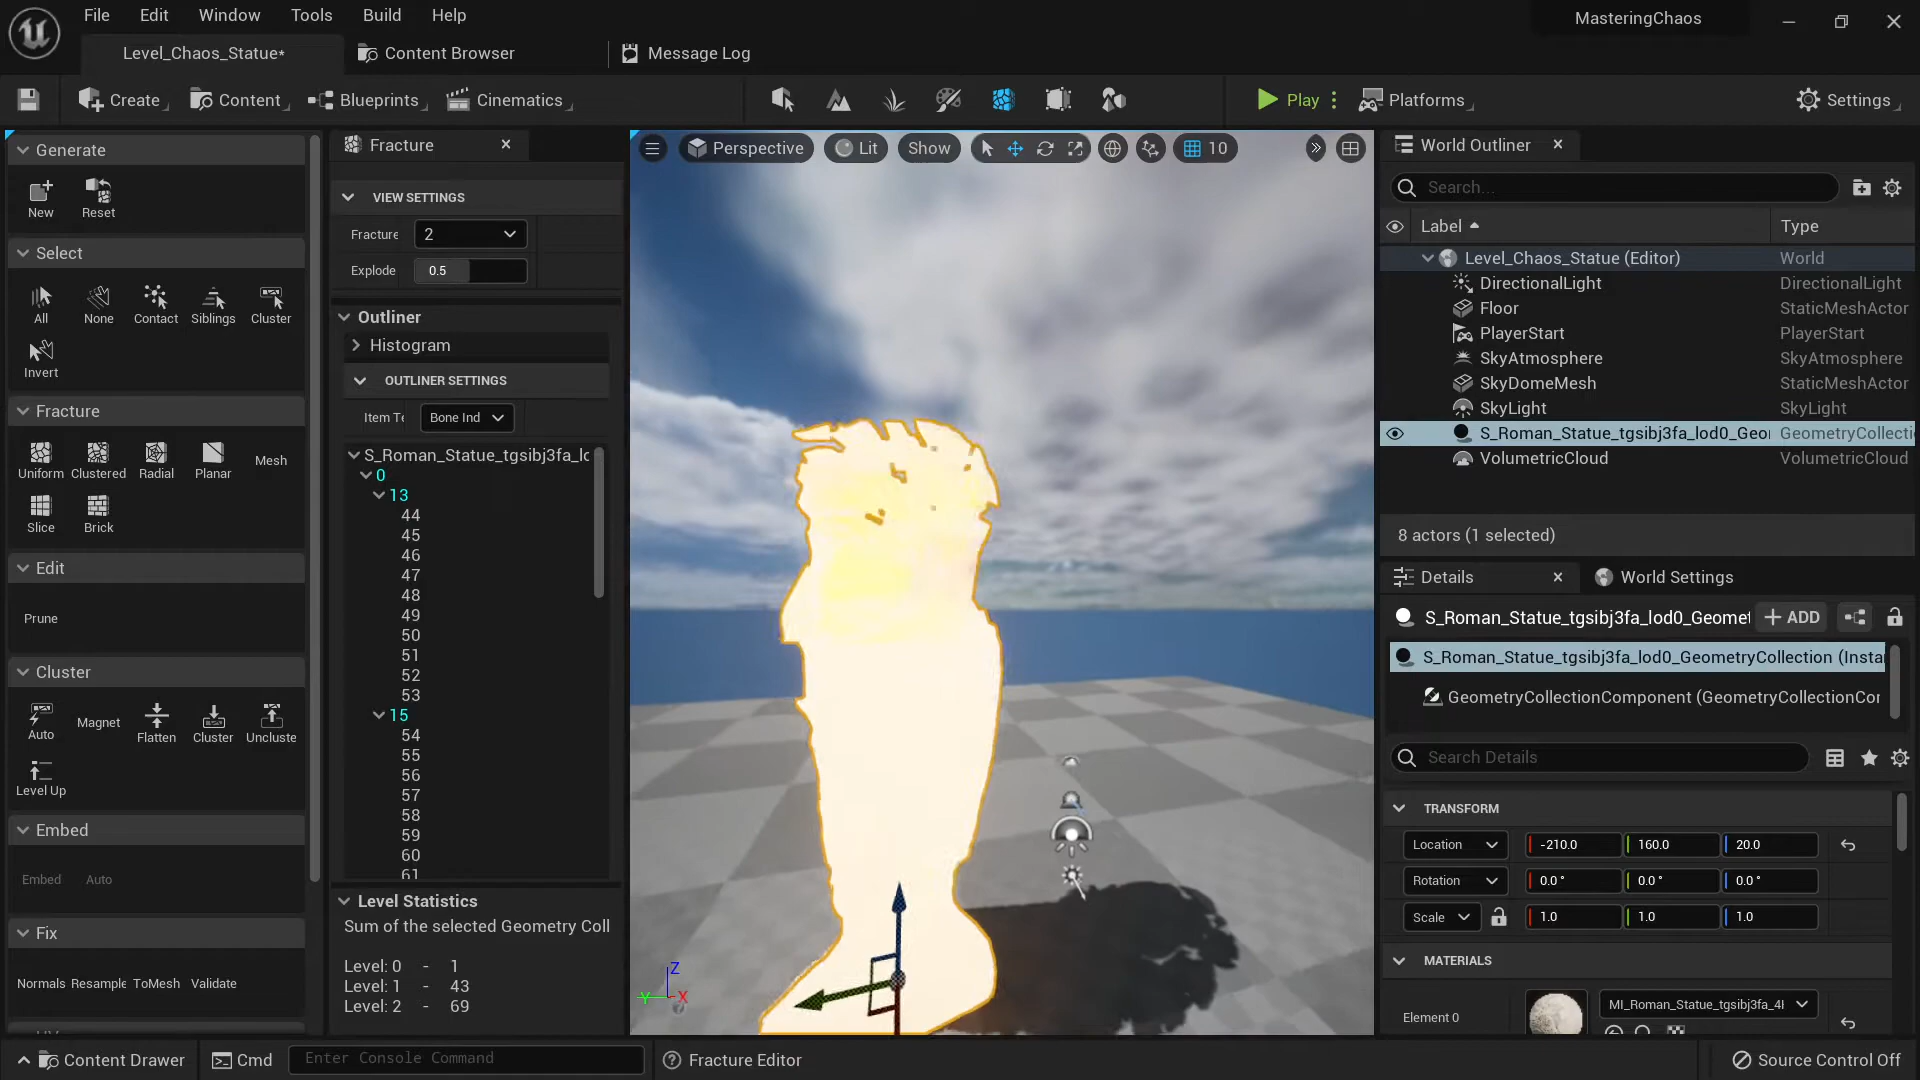 File Edit Window Tools Build Help
MasteringChaos
Level_Chaos_Statue*
Content Browser
Message Log
Create
Content
Blueprints
Cinematics
Play
Platforms
Settings
Generate
New
Reset
Select
All
None
Contact
Siblings
Cluster
Invert
Fracture
Uniform
Clustered
Radial
Planar
Mesh
Slice
Brick
Edit
Prune
Cluster
Auto
Magnet
Flatten
Cluster
Uncluste
Level Up
Embed
Embed
Auto
Fix
Normals
Resample
ToMesh
Validate
Fracture
VIEW SETTINGS
Fracture
2
Explode
0.5
Outliner
Histogram
OUTLINER SETTINGS
Item Te
Bone Ind
S_Roman_Statue_tgsibj3fa_lo
0
13
44
45
46
47
48
49
50
51
52
53
15
54
55
56
57
58
59
60
61
Level Statistics
Sum of the selected Geometry Coll
Level: 0 - 1
Level: 1 - 43
Level: 2 - 69
Perspective
Lit
Show
10
Z
Y
X
World Outliner
Search...
Label
Type
Level_Chaos_Statue (Editor) World
DirectionalLight DirectionalLight
Floor StaticMeshActor
PlayerStart PlayerStart
SkyAtmosphere SkyAtmosphere
SkyDomeMesh StaticMeshActor
SkyLight SkyLight
S_Roman_Statue_tgsibj3fa_lod0_Geo GeometryCollecti
VolumetricCloud VolumetricCloud
8 actors (1 selected)
Details
World Settings
S_Roman_Statue_tgsibj3fa_lod0_Geomet
ADD
S_Roman_Statue_tgsibj3fa_lod0_GeometryCollection (Insta
GeometryCollectionComponent (GeometryCollectionCor
Search Details
TRANSFORM
Location -210.0 160.0 20.0
Rotation 0.0° 0.0° 0.0°
Scale 1.0 1.0 1.0
MATERIALS
Element 0
MI_Roman_Statue_tgsibj3fa_4l
Content Drawer
Cmd
Enter Console Command
Fracture Editor
Source Control Off